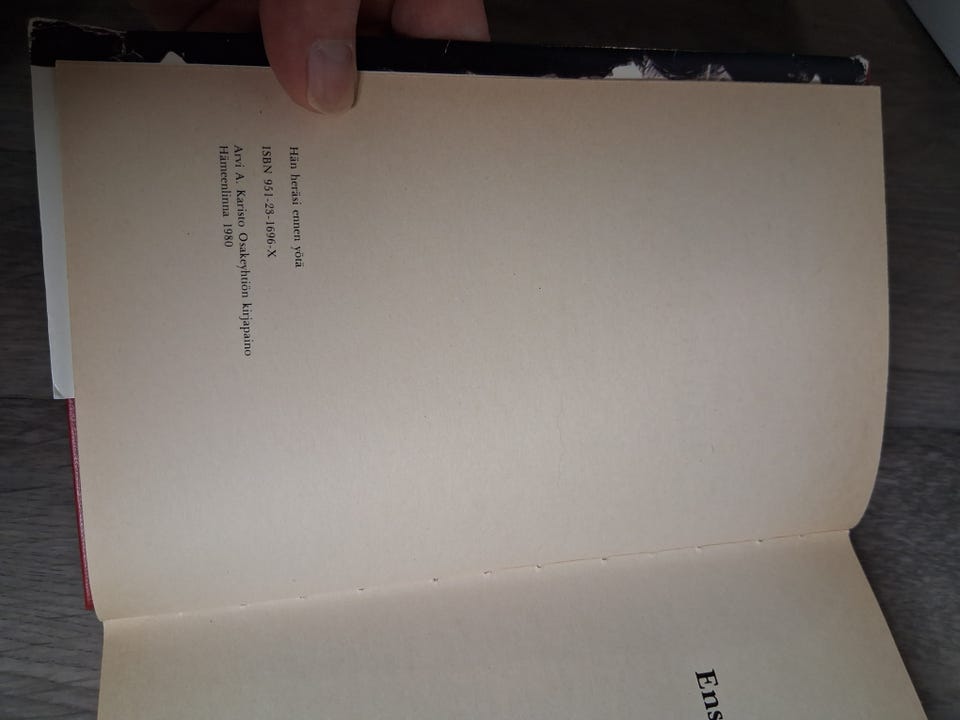 Hän heräsi ennen yötä
ISBN 951-23-1696-X
Arvi A. Karisto Osakeyhtiön kirjapaino
Hämeenlinna 1980
Ens